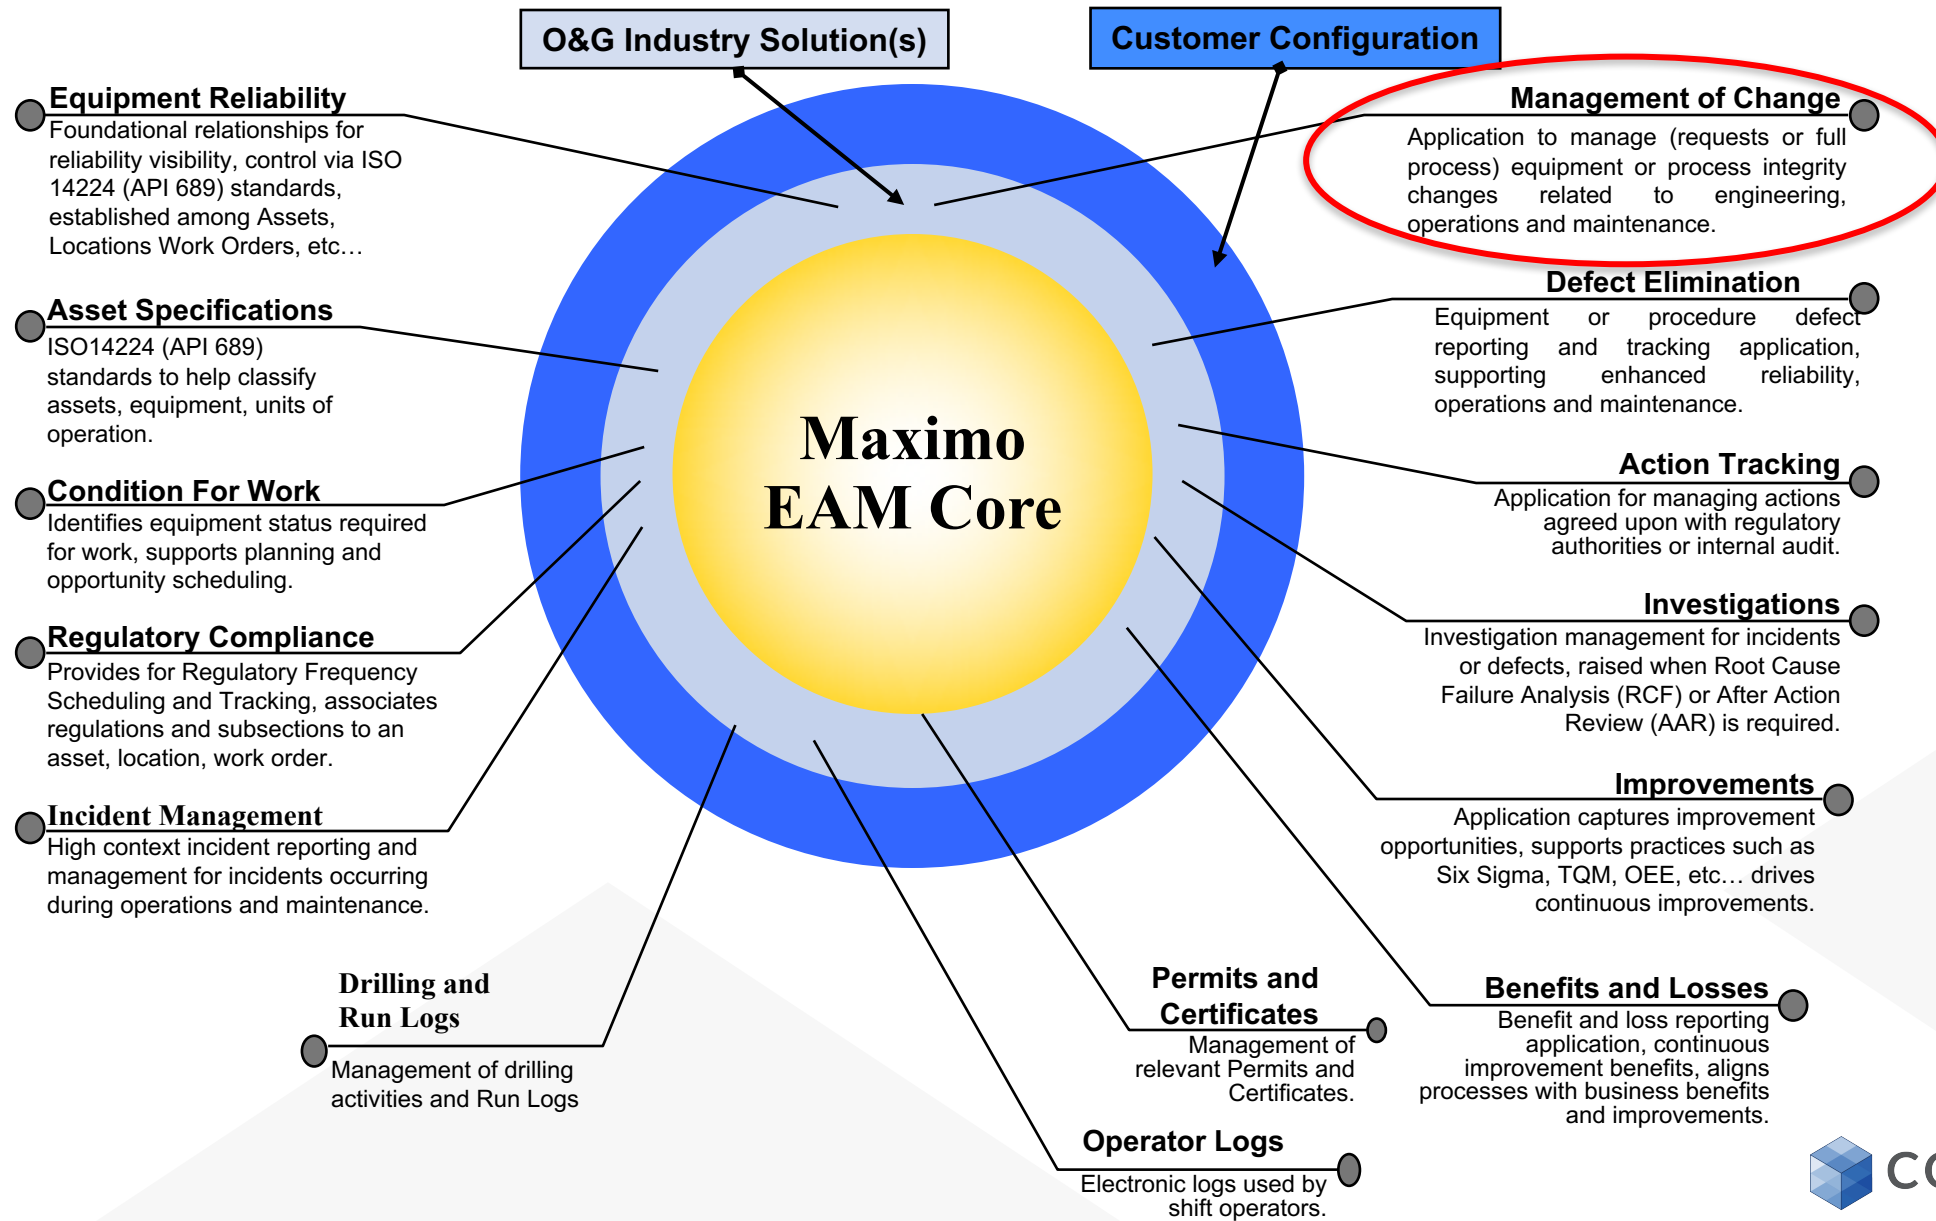 O&G Industry Solution(s)
Customer Configuration
Equipment Reliability
Foundational relationships for
reliability visibility, control via ISO
14224 (API 689) standards,
established among Assets,
Locations Work Orders, etc…
Asset Specifications
ISO14224 (API 689)
standards to help classify
assets, equipment, units of
operation.
Condition For Work
Identifies equipment status required
for work, supports planning and
opportunity scheduling.
Regulatory Compliance
Provides for Regulatory Frequency
Scheduling and Tracking, associates
regulations and subsections to an
asset, location, work order.
Incident Management
High context incident reporting and
management for incidents occurring
during operations and maintenance.
Drilling and
Run Logs
Management of drilling
activities and Run Logs
Maximo
EAM Core
Management of Change
Application to manage (requests or full
process) equipment or process integrity
changes related to engineering,
operations and maintenance.
Defect Elimination
Equipment or procedure defect
reporting and tracking application,
supporting enhanced reliability,
operations and maintenance.
Action Tracking
Application for managing actions
agreed upon with regulatory
authorities or internal audit.
Investigations
Investigation management for incidents
or defects, raised when Root Cause
Failure Analysis (RCF) or After Action
Review (AAR) is required.
Improvements
Application captures improvement
opportunities, supports practices such as
Six Sigma, TQM, OEE, etc… drives
continuous improvements.
Benefits and Losses
Benefit and loss reporting
application, continuous
improvement benefits, aligns
processes with business benefits
and improvements.
Permits and
Certificates
Management of
relevant Permits and
Certificates.
Operator Logs
Electronic logs used by
shift operators.